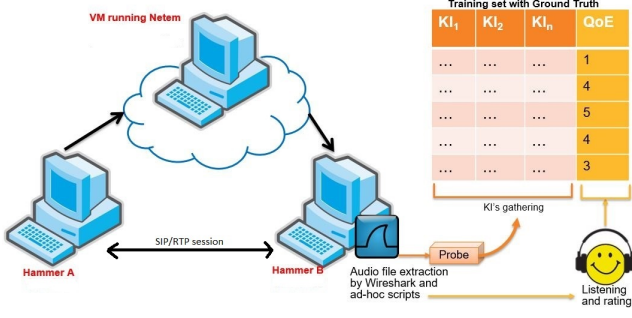 Training set with Ground Truth
VM running Netem
KI1 KI2 KIn QoE
... ... ... 1
... ... ... 4
... ... ... 5
... ... ... 4
... ... ... 3
KI's gathering
SIP/RTP session
Hammer A
Hammer B
Probe
Audio file extraction
by Wireshark and
ad-hoc scripts
Listening
and rating